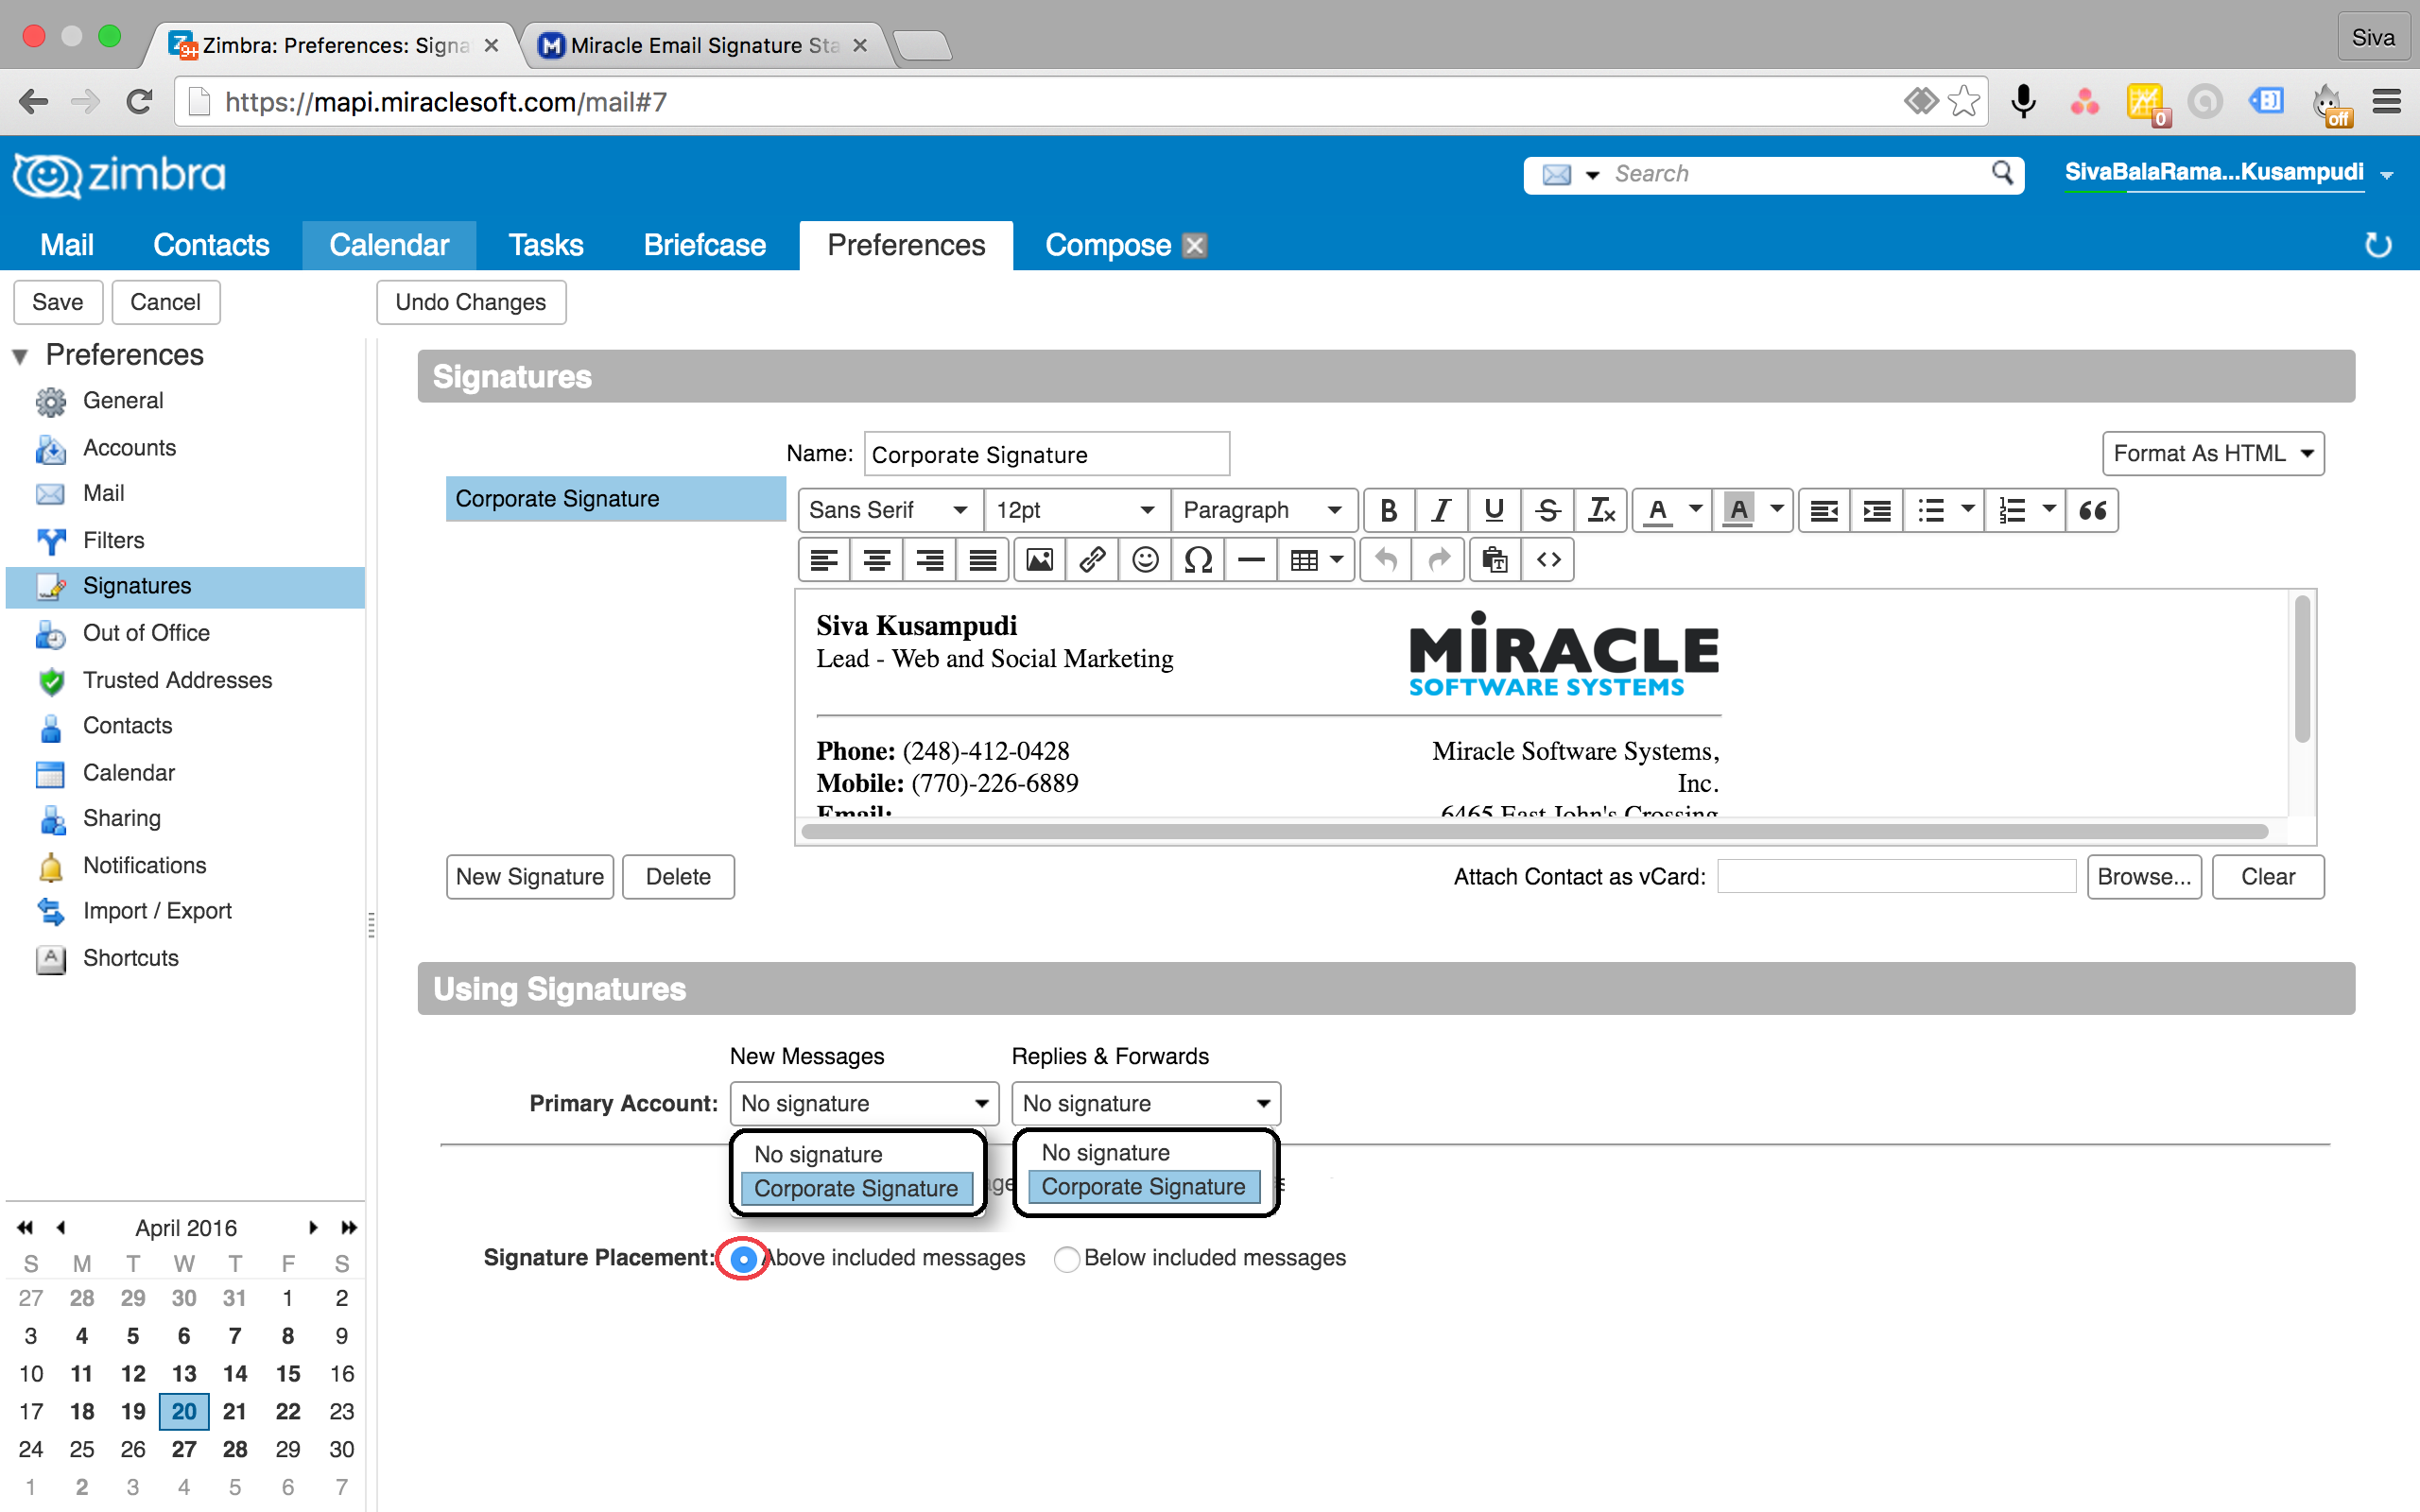 Zimbra: Preferences: Signa
Miracle Email Signature Sta
Siva
https://mapi.miraclesoft.com/mail#7
0
off
zimbra
Search
SivaBalaRama...Kusampudi
Mail Contacts Calendar Tasks Briefcase Preferences Compose
Save Cancel Undo Changes
Preferences
General
Accounts
Mail
Filters
Signatures
Out of Office
Trusted Addresses
Contacts
Calendar
Sharing
Notifications
Import / Export
Shortcuts
Signatures
Name: Corporate Signature Format As HTML
Corporate Signature
Sans Serif 12pt Paragraph
Siva Kusampudi
Lead - Web and Social Marketing
MiRACLE
SOFTWARE SYSTEMS
Phone: (248)-412-0428
Mobile: (770)-226-6889
Email:
Miracle Software Systems,
Inc.
6465 East John's Crossing
New Signature Delete
Attach Contact as vCard: Browse... Clear
Using Signatures
New Messages Replies & Forwards
Primary Account: No signature No signature
No signature No signature
Corporate Signature Corporate Signature
Signature Placement: Above included messages Below included messages
April 2016
S M T W T F S
27 28 29 30 31 1 2
3 4 5 6 7 8 9
10 11 12 13 14 15 16
17 18 19 20 21 22 23
24 25 26 27 28 29 30
1 2 3 4 5 6 7